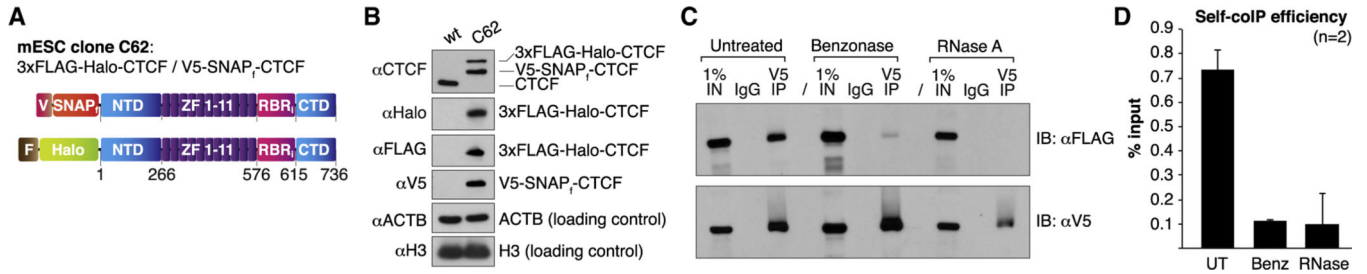 A
mESC clone C62:
3xFLAG-Halo-CTCF / V5-SNAPf-CTCF
V SNAPf NTD ZF 1-11 RBRi CTD
F Halo NTD ZF 1-11 RBRi CTD
1 266 576 615 736
B
wt C62
αCTCF
3xFLAG-Halo-CTCF
V5-SNAPf-CTCF
CTCF
αHalo 3xFLAG-Halo-CTCF
αFLAG 3xFLAG-Halo-CTCF
αV5 V5-SNAPf-CTCF
αACTB ACTB (loading control)
αH3 H3 (loading control)
C
Untreated Benzonase RNase A
1% V5 1% V5 1% V5
IN IgG IP / IN IgG IP / IN IgG IP
IB: αFLAG
IB: αV5
D
Self-coIP efficiency
(n=2)
% input
0.9
0.8
0.7
0.6
0.5
0.4
0.3
0.2
0.1
UT Benz RNase